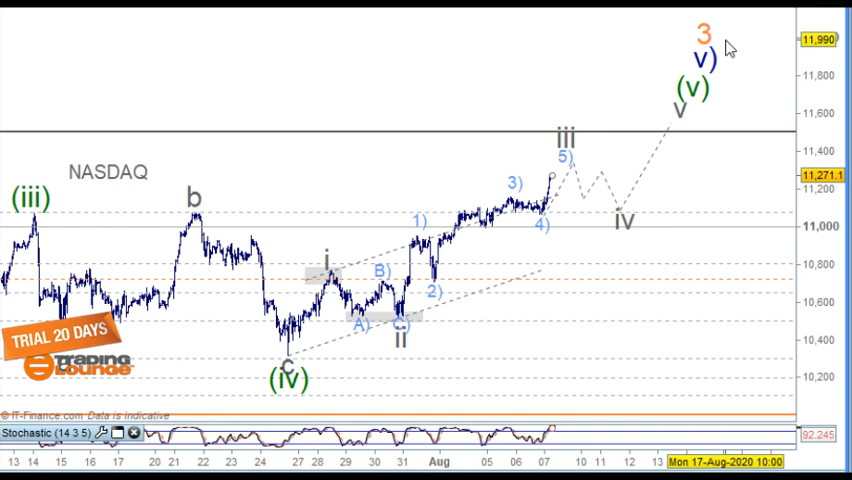 3
11,990
v)
11,800
(v)
v
11,600
iii
11,400
5)
NASDAQ
11,271.1
(iii)
b
3)
11,200
1)
4)
iv
11,000
i
B)
10,800
2)
10,600
A)
C)
TRIAL 20 DAYS
ii
10,400
TRADING
LOUNGE
c
(iv)
10,200
© IT-Finance.com Data is indicative
Stochastic (14 3 5)
92.245
13 14 15 16 17 20 21 22 23 24 27 28 29 30 31 Aug 05 06 07 10 11 12 13 Mon 17-Aug-2020 10:00